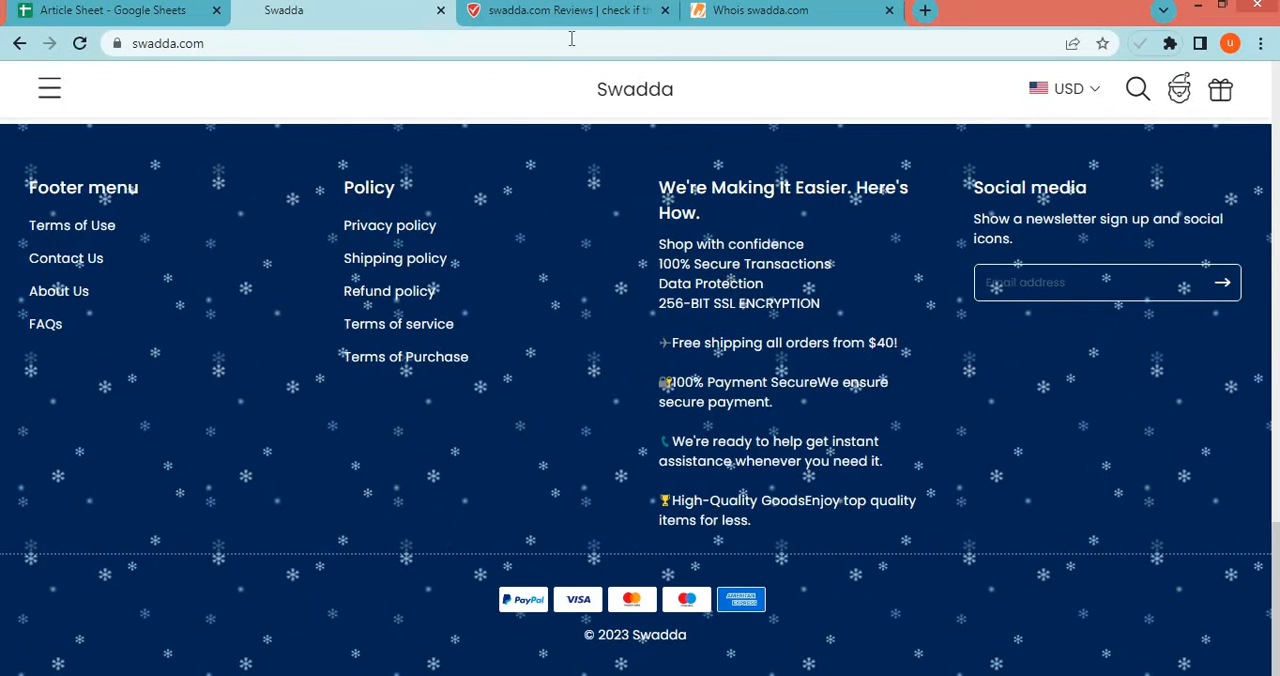 Article Sheet - Google Sheets
Swadda
swadda.com Reviews | check if th
Whois swadda.com
swadda.com
u
Swadda
USD
Footer menu
Terms of Use
Contact Us
About Us
FAQs
Policy
Privacy policy
Shipping policy
Refund policy
Terms of service
Terms of Purchase
We're Making It Easier. Here's
How.
Shop with confidence
100% Secure Transactions
Data Protection
256-BIT SSL ENCRYPTION
✈Free shipping all orders from $40!
🔐100% Payment SecureWe ensure
secure payment.
📞We're ready to help get instant
assistance whenever you need it.
🏆High-Quality GoodsEnjoy top quality
items for less.
Social media
Show a newsletter sign up and social
icons.
Email address
PayPal
VISA
AMERICAN
EXPRESS
© 2023 Swadda